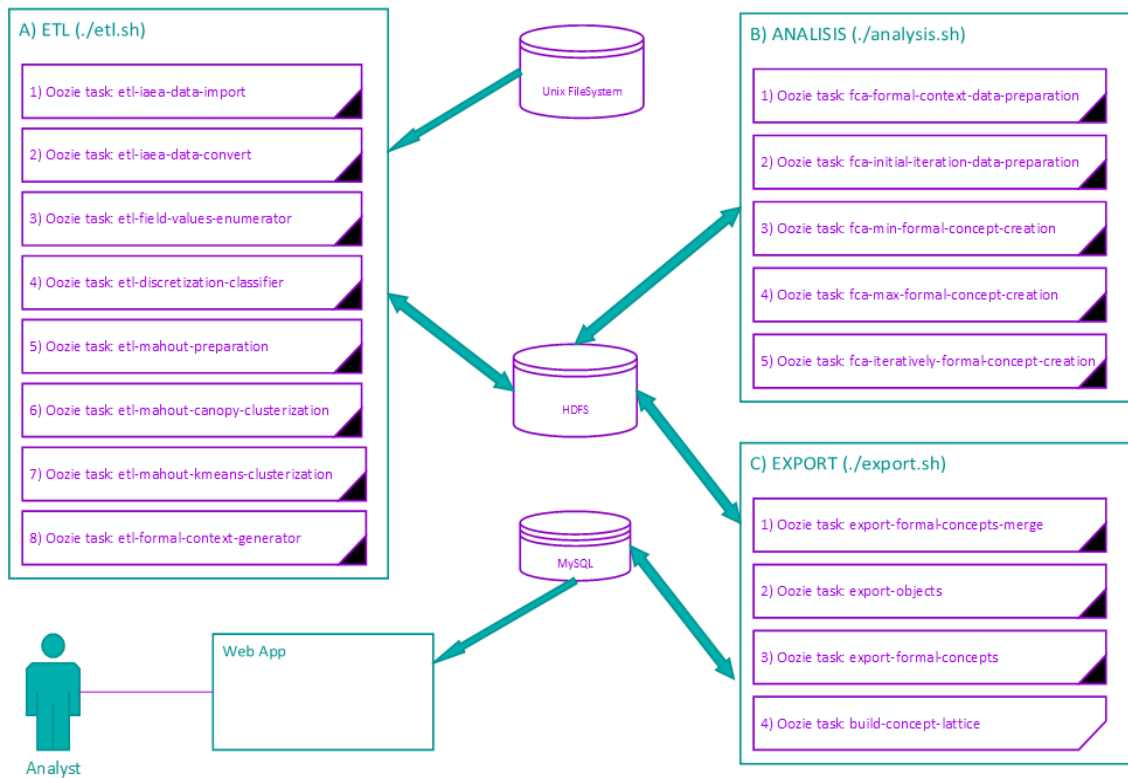 A) ETL (./etl.sh)
1) Oozie task: etl-iaea-data-import
2) Oozie task: etl-iaea-data-convert
3) Oozie task: etl-field-values-enumerator
4) Oozie task: etl-discretization-classifier
5) Oozie task: etl-mahout-preparation
6) Oozie task: etl-mahout-canopy-clusterization
7) Oozie task: etl-mahout-kmeans-clusterization
8) Oozie task: etl-formal-context-generator
Unix FileSystem
HDFS
MySQL
B) ANALISIS (./analysis.sh)
1) Oozie task: fca-formal-context-data-preparation
2) Oozie task: fca-initial-iteration-data-preparation
3) Oozie task: fca-min-formal-concept-creation
4) Oozie task: fca-max-formal-concept-creation
5) Oozie task: fca-iteratively-formal-concept-creation
C) EXPORT (./export.sh)
1) Oozie task: export-formal-concepts-merge
2) Oozie task: export-objects
3) Oozie task: export-formal-concepts
4) Oozie task: build-concept-lattice
Web App
Analyst